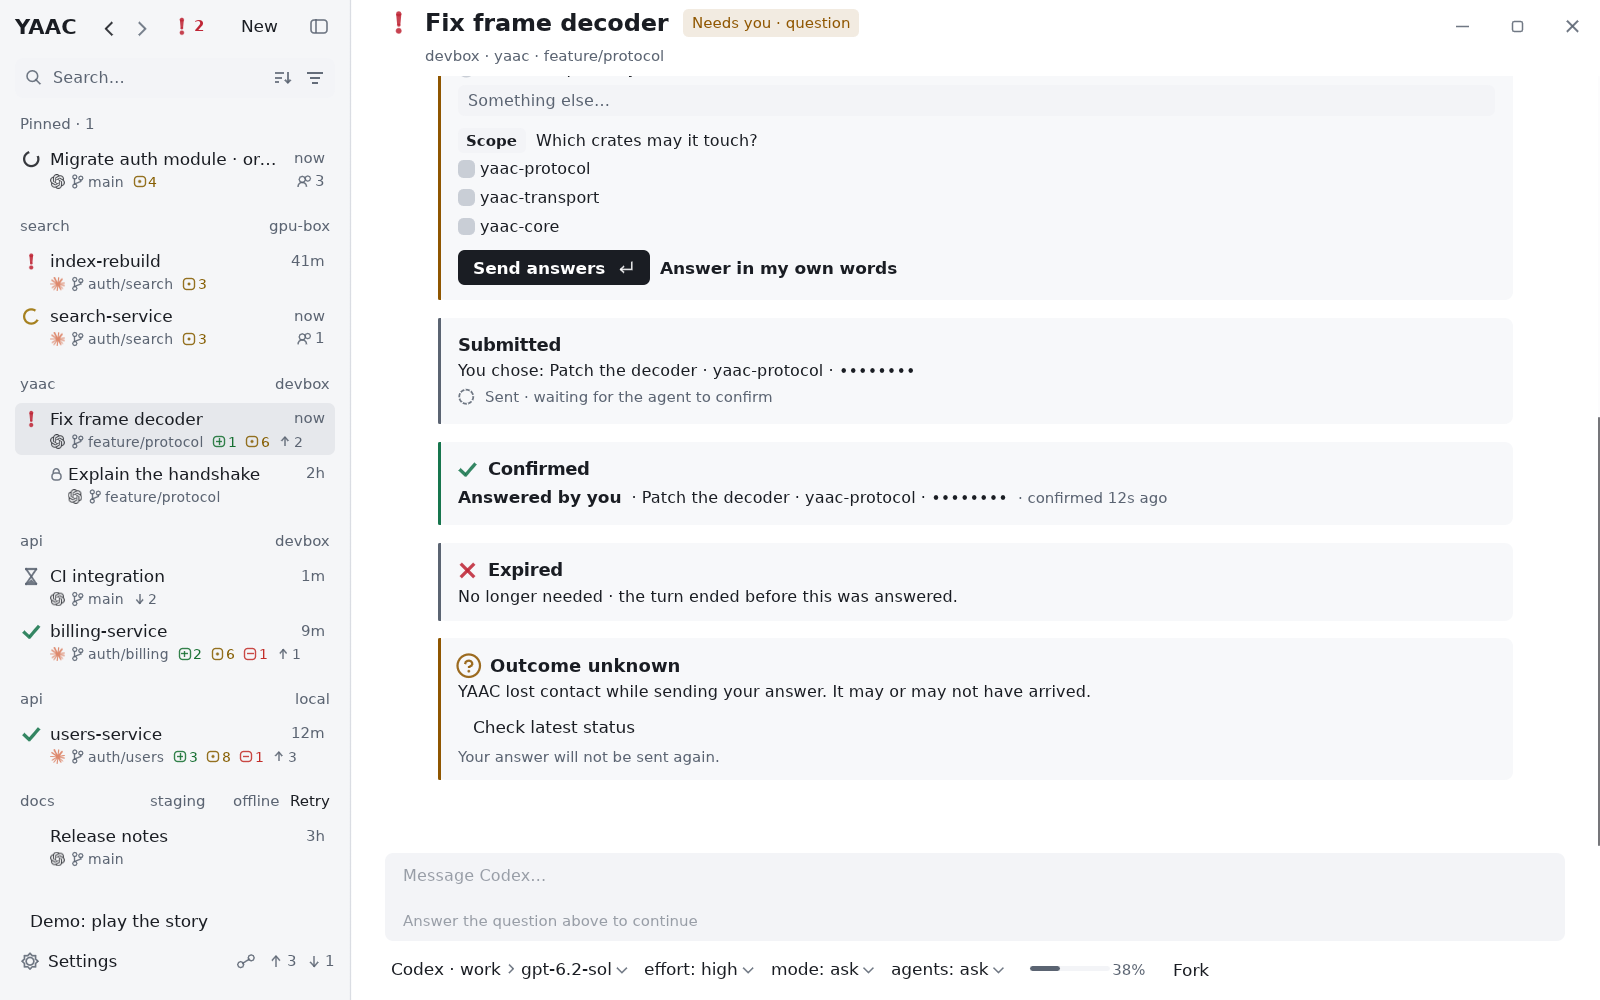 YAAC
2
New
Search...
Pinned · 1
Migrate auth module · or... now
main 4 3
search gpu-box
index-rebuild 41m
auth/search 3
search-service now
auth/search 3 1
yaac devbox
Fix frame decoder now
feature/protocol 1 6 ↑2
Explain the handshake 2h
feature/protocol
api devbox
CI integration 1m
main ↓2
billing-service 9m
auth/billing 2 6 1 ↑1
api local
users-service 12m
auth/users 3 8 1 ↑3
docs staging offline Retry
Release notes 3h
main
Demo: play the story
Settings ↑3 ↓1
Fix frame decoder Needs you · question
devbox · yaac · feature/protocol
Something else...
Scope Which crates may it touch?
yaac-protocol
yaac-transport
yaac-core
Send answers Answer in my own words
Submitted
You chose: Patch the decoder · yaac-protocol · ••••••••
Sent · waiting for the agent to confirm
Confirmed
Answered by you · Patch the decoder · yaac-protocol · •••••••• · confirmed 12s ago
Expired
No longer needed · the turn ended before this was answered.
Outcome unknown
YAAC lost contact while sending your answer. It may or may not have arrived.
Check latest status
Your answer will not be sent again.
Message Codex...
Answer the question above to continue
Codex · work › gpt-6.2-sol effort: high mode: ask agents: ask 38% Fork